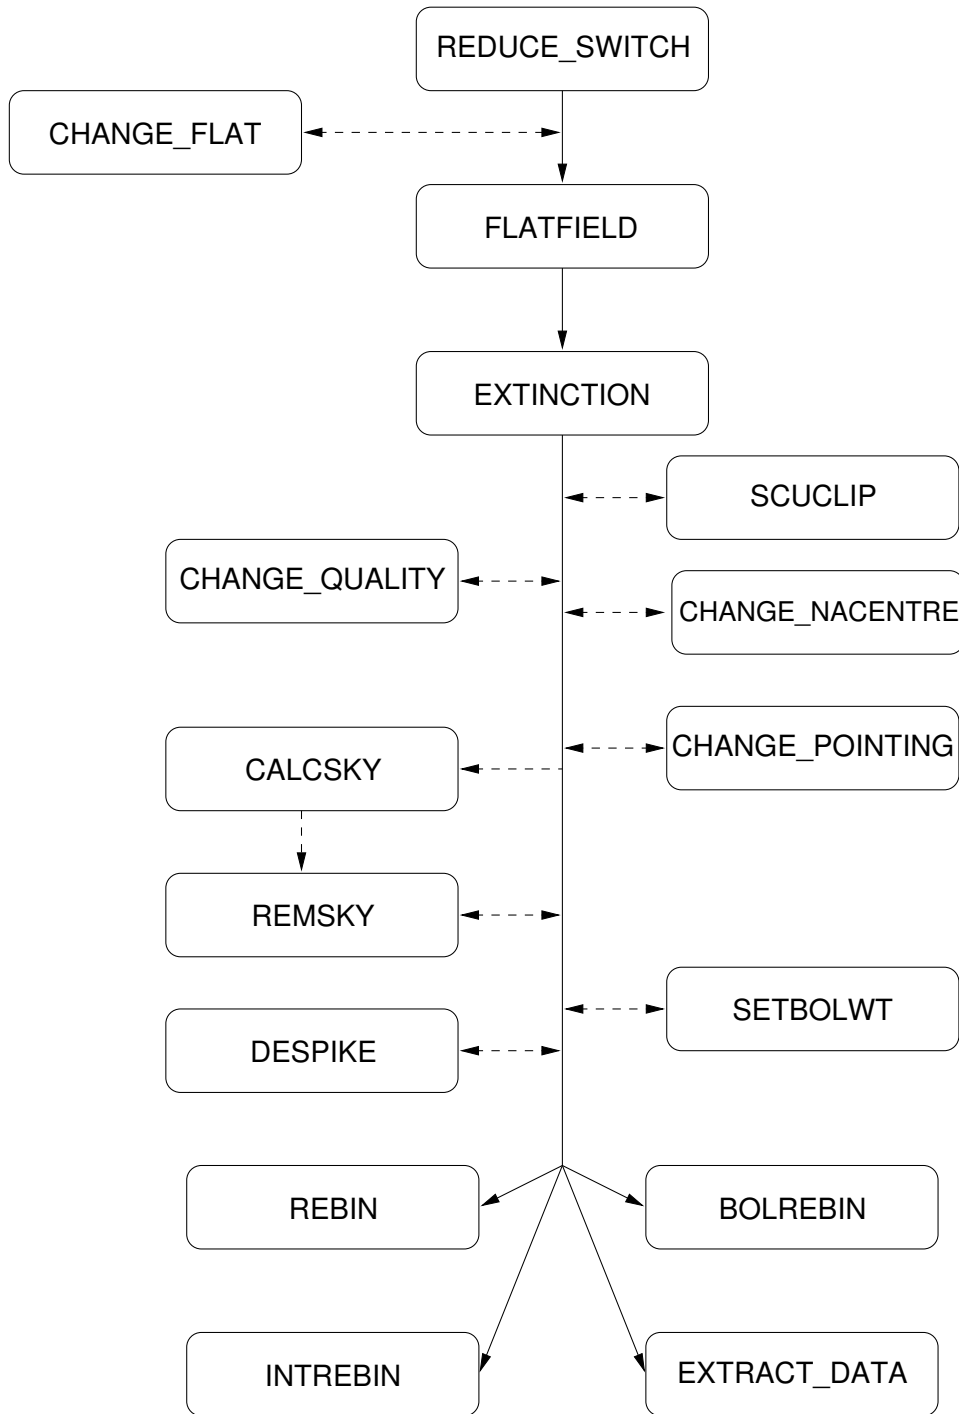 REDUCE_SWITCH
CHANGE_FLAT
FLATFIELD
EXTINCTION
SCUCLIP
CHANGE_QUALITY
CHANGE_NACENTRE
CHANGE_POINTING
CALCSKY
REMSKY
SETBOLWT
DESPIKE
REBIN
BOLREBIN
INTREBIN
EXTRACT_DATA